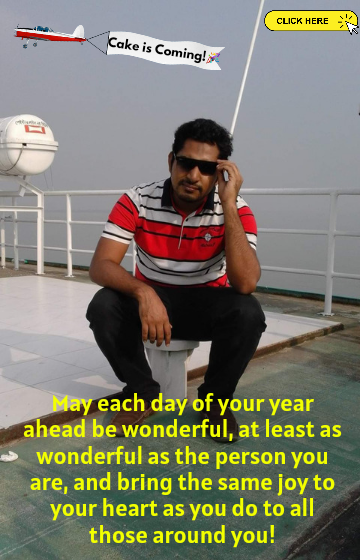 CLICK HERE
Cake is Coming!🎉
May each day of your year
ahead be wonderful, at least as
wonderful as the person you
are, and bring the same joy to
your heart as you do to all
those around you!